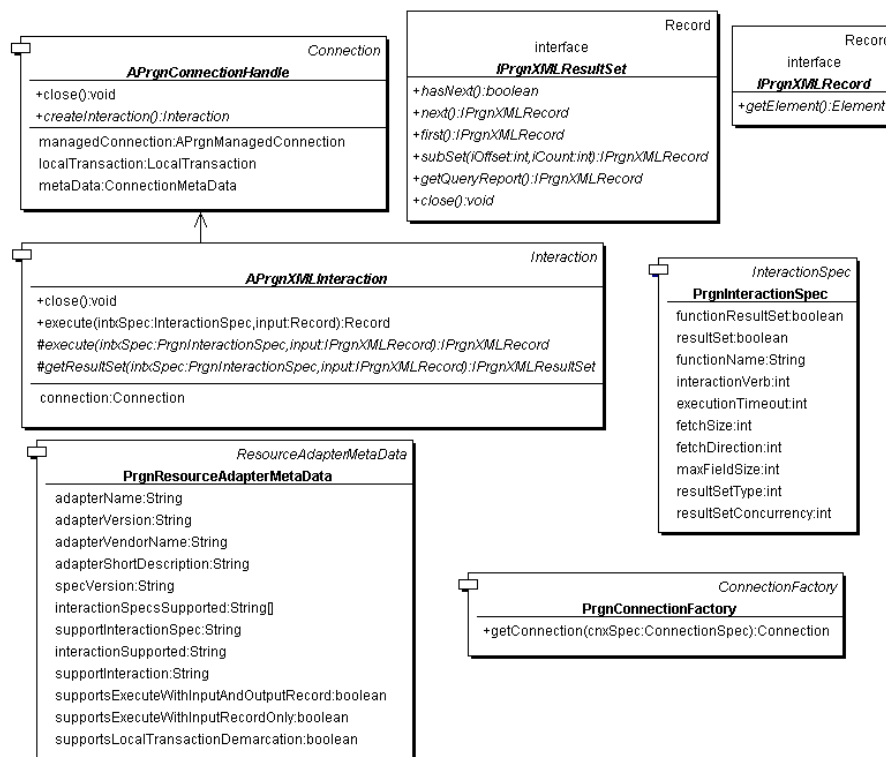 Connection
APrgnConnectionHandle
+close():void
+createInteraction():Interaction
managedConnection:APrgnManagedConnection
localTransaction:LocalTransaction
metaData:ConnectionMetaData
Record
interface
IPrgnXMLResultSet
+hasNext():boolean
+next():IPrgnXMLRecord
+first():IPrgnXMLRecord
+subSet(iOffset:int,iCount:int):IPrgnXMLRecord
+getQueryReport():IPrgnXMLRecord
+close():void
Record
interface
IPrgnXMLRecord
+getElement():Element
Interaction
APrgnXMLInteraction
+close():void
+execute(intxSpec:InteractionSpec,input:Record):Record
#execute(intxSpec:PrgnInteractionSpec,input:IPrgnXMLRecord):IPrgnXMLRecord
#getResultSet(intxSpec:PrgnInteractionSpec,input:IPrgnXMLRecord):IPrgnXMLResultSet
connection:Connection
InteractionSpec
PrgnInteractionSpec
functionResultSet:boolean
resultSet:boolean
functionName:String
interactionVerb:int
executionTimeout:int
fetchSize:int
fetchDirection:int
maxFieldSize:int
resultSetType:int
resultSetConcurrency:int
ResourceAdapterMetaData
PrgnResourceAdapterMetaData
adapterName:String
adapterVersion:String
adapterVendorName:String
adapterShortDescription:String
specVersion:String
interactionSpecsSupported:String[]
supportInteractionSpec:String
interactionSupported:String
supportInteraction:String
supportsExecuteWithInputAndOutputRecord:boolean
supportsExecuteWithInputRecordOnly:boolean
supportsLocalTransactionDemarcation:boolean
ConnectionFactory
PrgnConnectionFactory
+getConnection(cnxSpec:ConnectionSpec):Connection